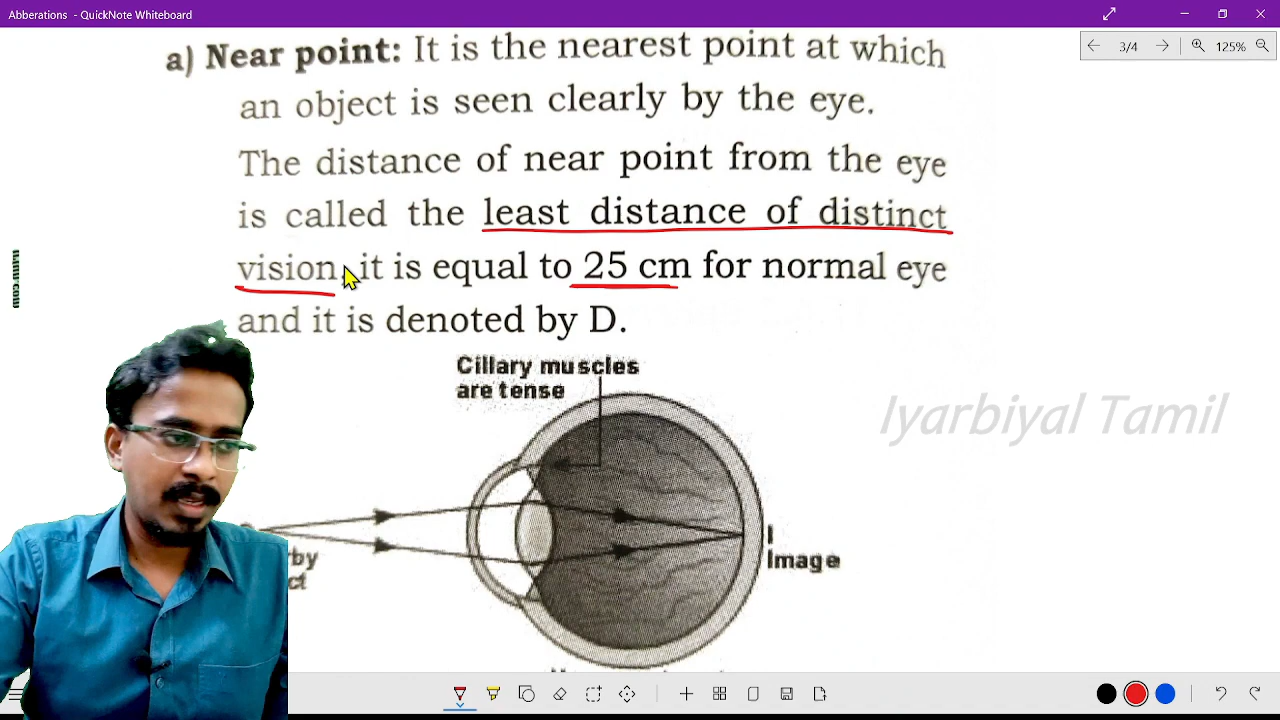 Abberations - QuickNote Whiteboard
3/4
129%
a) Near point: It is the nearest point at which
an object is seen clearly by the eye.
The distance of near point from the eye
is called the least distance of distinct
vision, it is equal to 25 cm for normal eye
and it is denoted by D.
Cillary muscles
are tense
Iyarbiyal Tamil
I
Image